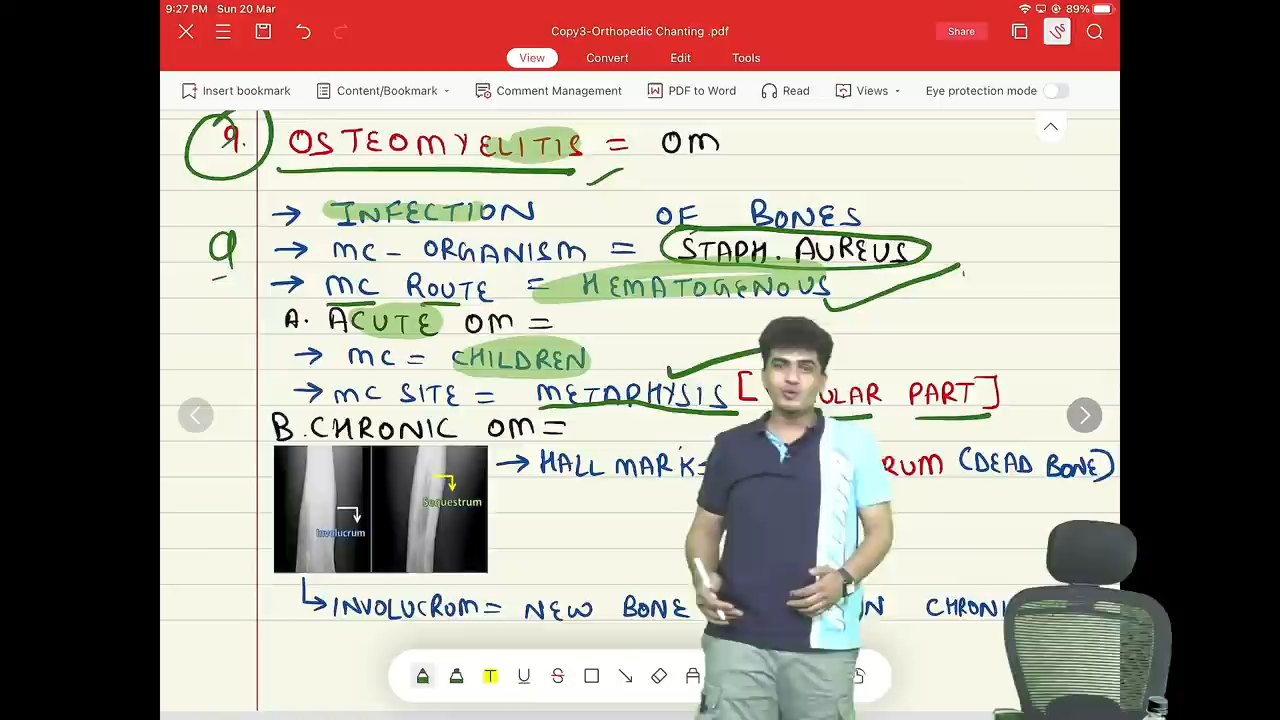 9:27 PM Sun 20 Mar
89%
Copy3-Orthopedic Chanting .pdf
Share
View Convert Edit Tools
Insert bookmark Content/Bookmark Comment Management PDF to Word Read Views Eye protection mode
9. OSTEOMYELITIS = OM
→ INFECTION OF BONES
9 → MC - ORGANISM = STAPH. AUREUS
→ MC ROUTE = HEMATOGENOUS
A. ACUTE OM =
→ MC = CHILDREN
→ MC SITE = METAPHYSIS [ULAR PART]
B. CHRONIC OM =
→ HALL MARK = RUM (DEAD BONE)
Sequestrum
Involucrum
INVOLUCRUM = NEW BONE N CHRONI